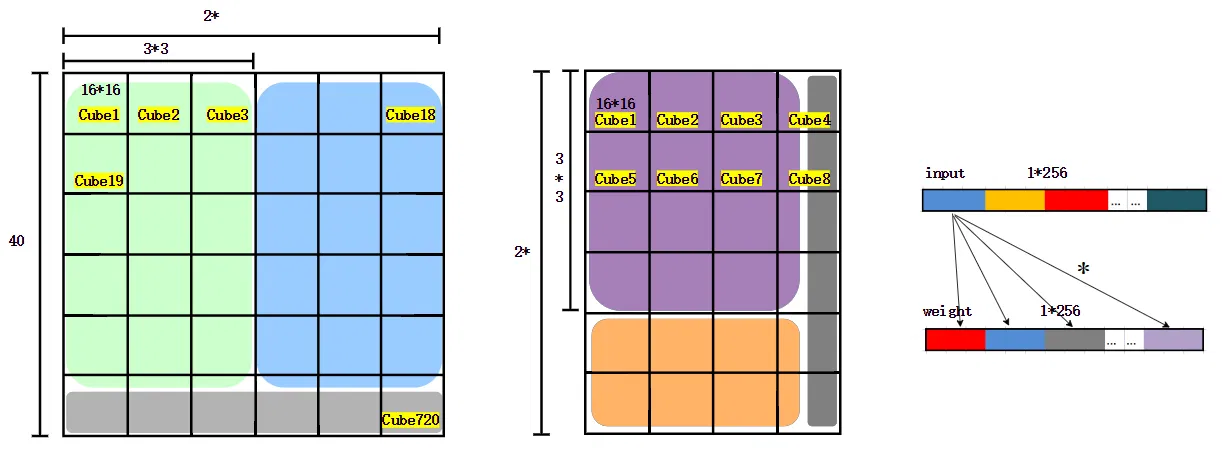 2*
3*3
16*16
Cube1 Cube2 Cube3 Cube18
Cube19
40
Cube720
16*16
Cube1 Cube2 Cube3 Cube4
3*3
Cube5 Cube6 Cube7 Cube8
2*
input 1*256
... ...
*
weight 1*256
... ...